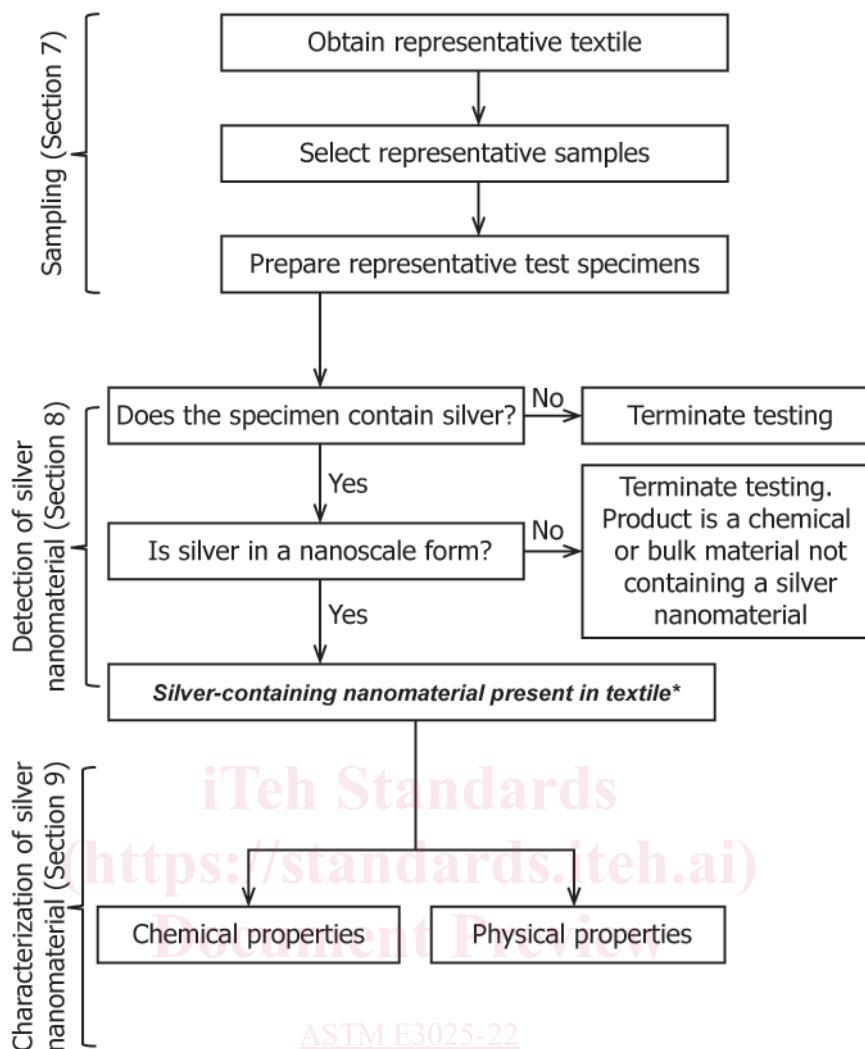 Sampling (Section 7)
Obtain representative textile
Select representative samples
Prepare representative test specimens
Detection of silver
nanomaterial (Section 8)
Does the specimen contain silver?
No
Terminate testing
Yes
Is silver in a nanoscale form?
No
Terminate testing.
Product is a chemical
or bulk material not
containing a silver
nanomaterial
Yes
Silver-containing nanomaterial present in textile*
Characterization of silver
nanomaterial (Section 9)
iTeh Standards
(https://standards.iteh.ai)
Document Preview
Chemical properties
Physical properties
ASTM E3025-22